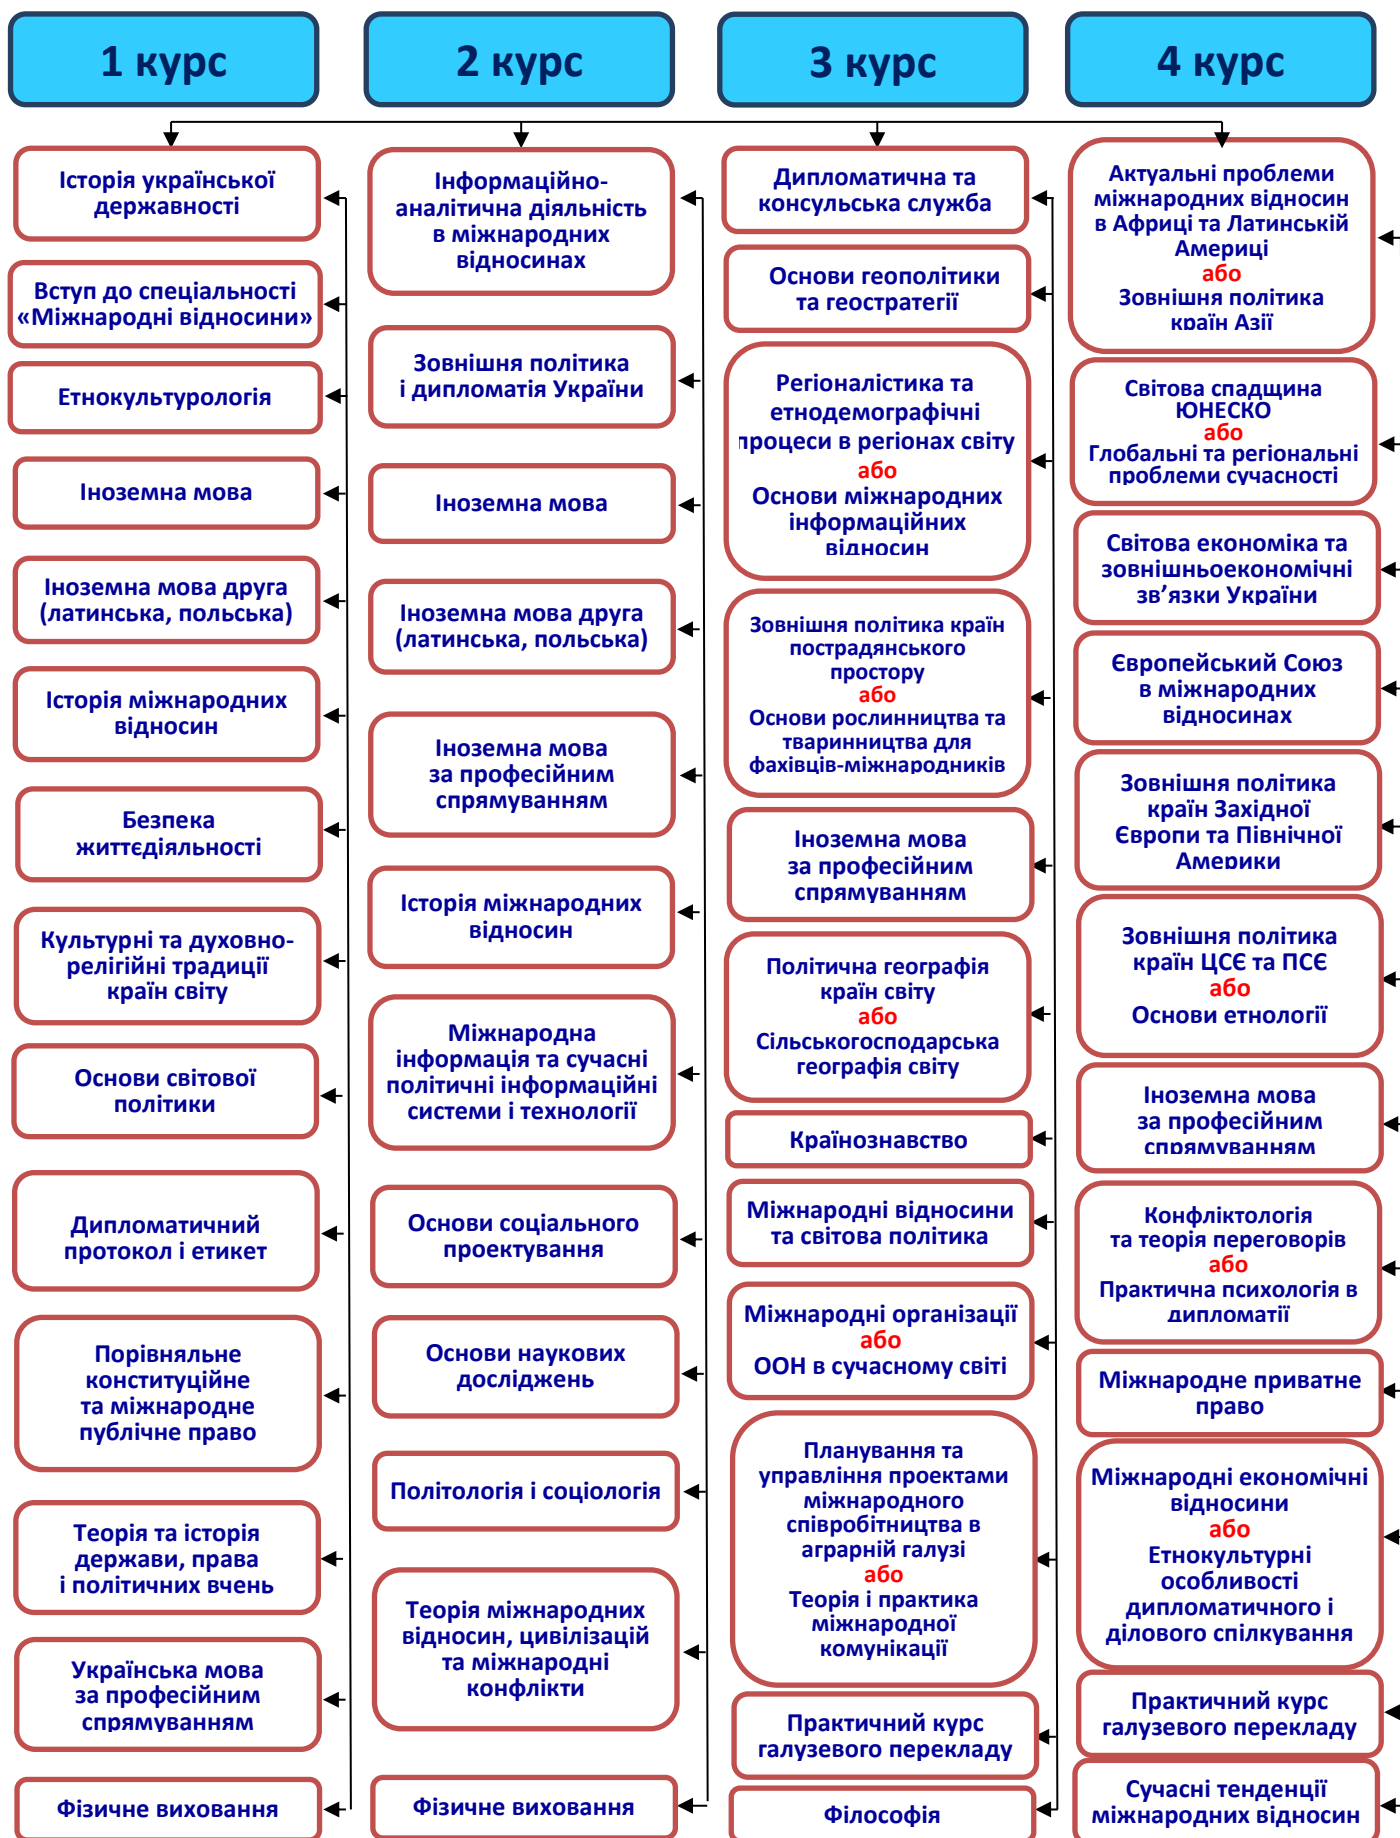 1 курс
2 курс
3 курс
4 курс
Історія української
державності
Вступ до спеціальності
«Міжнародні відносини»
Етнокультурологія
Іноземна мова
Іноземна мова друга
(латинська, польська)
Історія міжнародних
відносин
Безпека
життєдіяльності
Культурні та духовно-
релігійні традиції
країн світу
Основи світової
політики
Дипломатичний
протокол і етикет
Порівняльне
конституційне
та міжнародне
публічне право
Теорія та історія
держави, права
і політичних вчень
Українська мова
за професійним
спрямуванням
Фізичне виховання
Інформаційно-
аналітична діяльність
в міжнародних
відносинах
Зовнішня політика
і дипломатія України
Іноземна мова
Іноземна мова друга
(латинська, польська)
Іноземна мова
за професійним
спрямуванням
Історія міжнародних
відносин
Міжнародна
інформація та сучасні
політичні інформаційні
системи і технології
Основи соціального
проектування
Основи наукових
досліджень
Політологія і соціологія
Теорія міжнародних
відносин, цивілізацій
та міжнародні
конфлікти
Фізичне виховання
Дипломатична та
консульська служба
Основи геополітики
та геостратегії
Регіоналістика та
етнодемографічні
процеси в регіонах світу
або
Основи міжнародних
інформаційних
відносин
Зовнішня політика країн
пострадянського
простору
або
Основи рослинництва та
тваринництва для
фахівців-міжнародників
Іноземна мова
за професійним
спрямуванням
Політична географія
країн світу
або
Сільськогосподарська
географія світу
Країнознавство
Міжнародні відносини
та світова політика
Міжнародні організації
або
ООН в сучасному світі
Планування та
управління проектами
міжнародного
співробітництва в
аграрній галузі
або
Теорія і практика
міжнародної
комунікації
Практичний курс
галузевого перекладу
Філософія
Актуальні проблеми
міжнародних відносин
в Африці та Латинській
Америці
або
Зовнішня політика
країн Азії
Світова спадщина
ЮНЕСКО
або
Глобальні та регіональні
проблеми сучасності
Світова економіка та
зовнішньоекономічні
зв’язки України
Європейський Союз
в міжнародних
відносинах
Зовнішня політика
країн Західної
Європи та Північної
Америки
Зовнішня політика
країн ЦСЄ та ПСЄ
або
Основи етнології
Іноземна мова
за професійним
спрямуванням
Конфліктологія
та теорія переговорів
або
Практична психологія в
дипломатії
Міжнародне приватне
право
Міжнародні економічні
відносини
або
Етнокультурні
особливості
дипломатичного і
ділового спілкування
Практичний курс
галузевого перекладу
Сучасні тенденції
міжнародних відносин